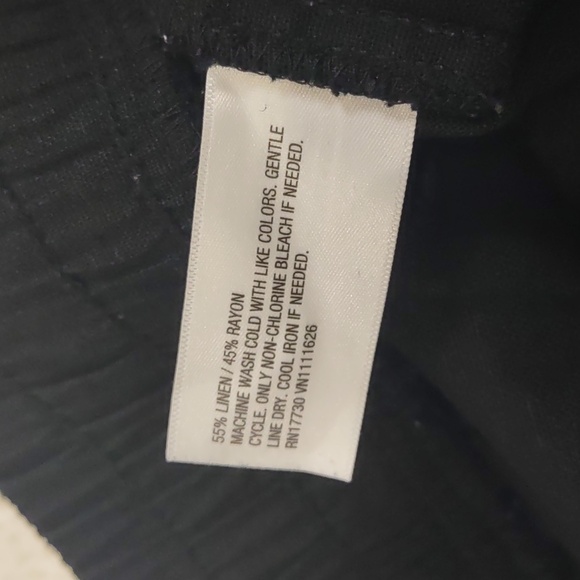 55% LINEN / 45% RAYON
MACHINE WASH COLD WITH LIKE COLORS. GENTLE
CYCLE. ONLY NON-CHLORINE BLEACH IF NEEDED.
LINE DRY. COOL IRON IF NEEDED.
RN17730 VN1111626